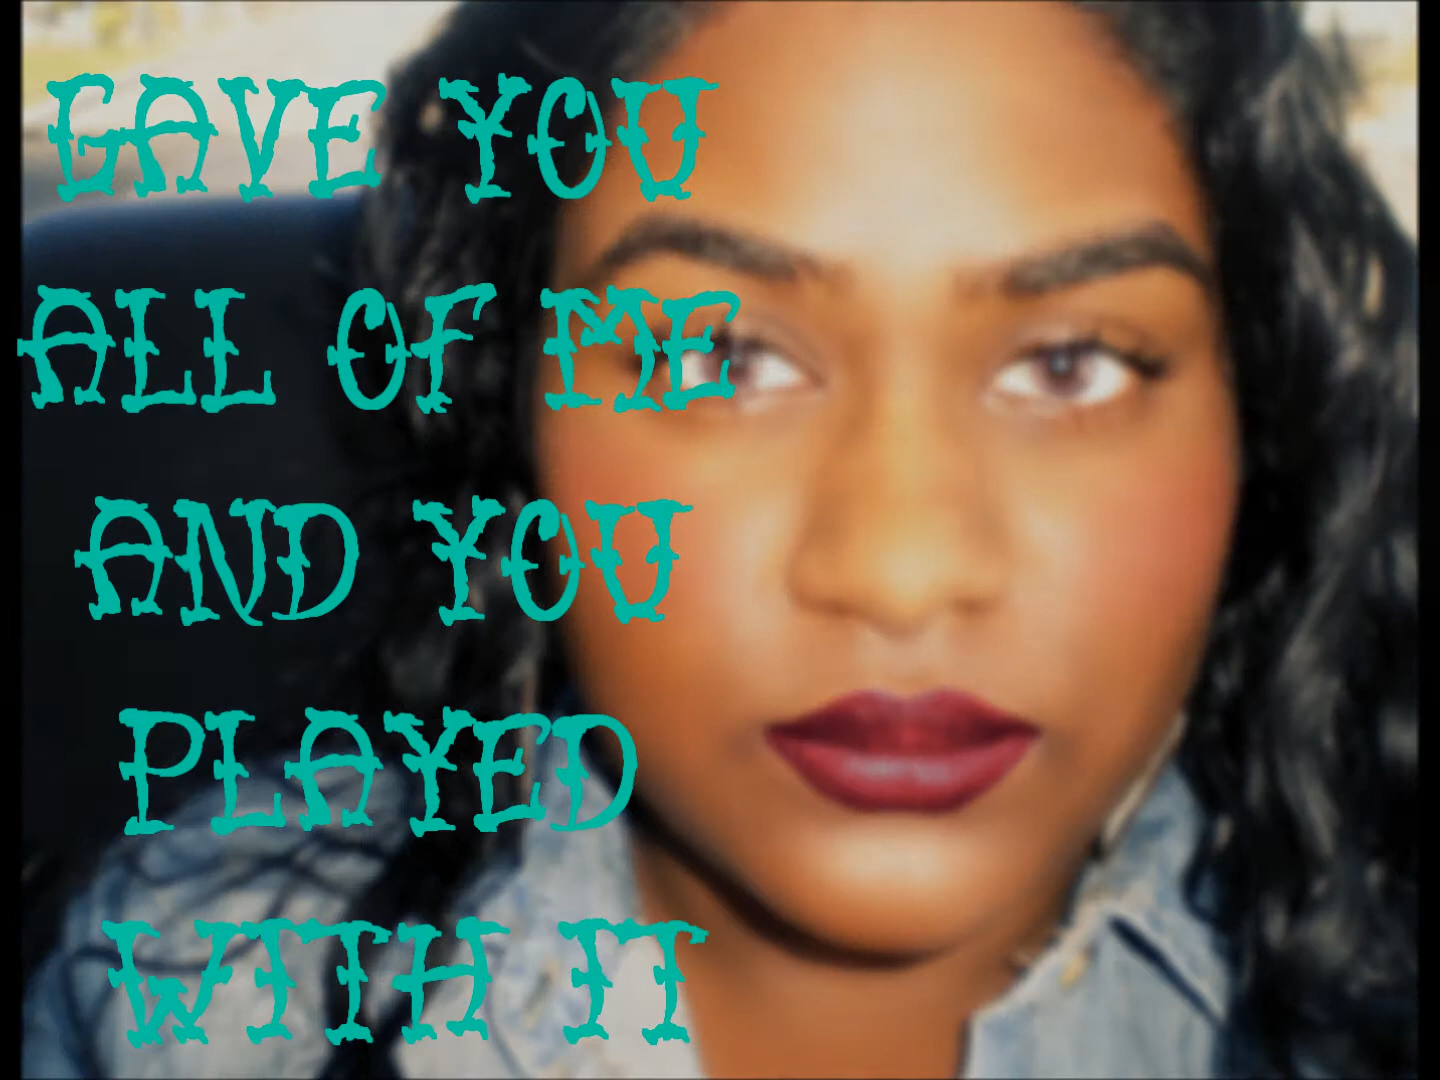 GAVE YOU
ALL OF ME
AND YOU
PLAYED
WITH IT